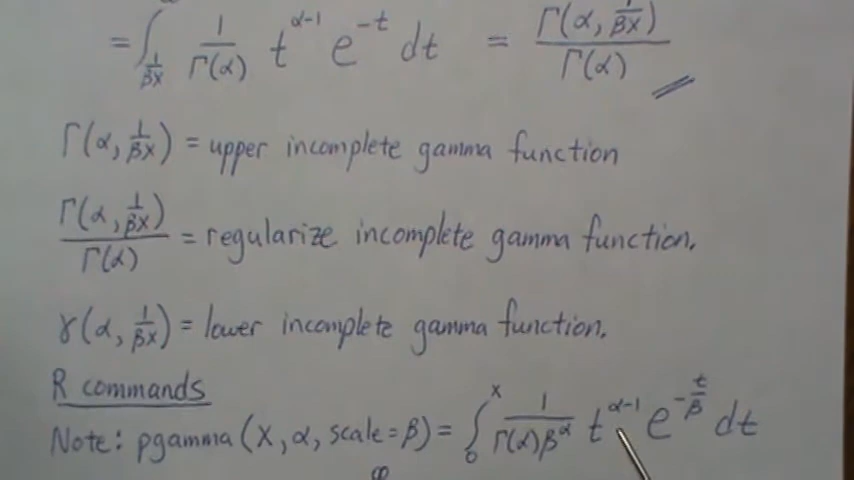 = ∫_{1/βx}^{∞} 1/Γ(α) t^{α-1} e^{-t} dt = Γ(α, 1/βx)/Γ(α)
Γ(α, 1/βx) = upper incomplete gamma function
Γ(α, 1/βx)/Γ(α) = regularize incomplete gamma function.
γ(α, 1/βx) = lower incomplete gamma function.
R commands
Note: pgamma(x, α, scale=β) = ∫_0^x 1/(Γ(α)β^α) t^{α-1} e^{-t/β} dt